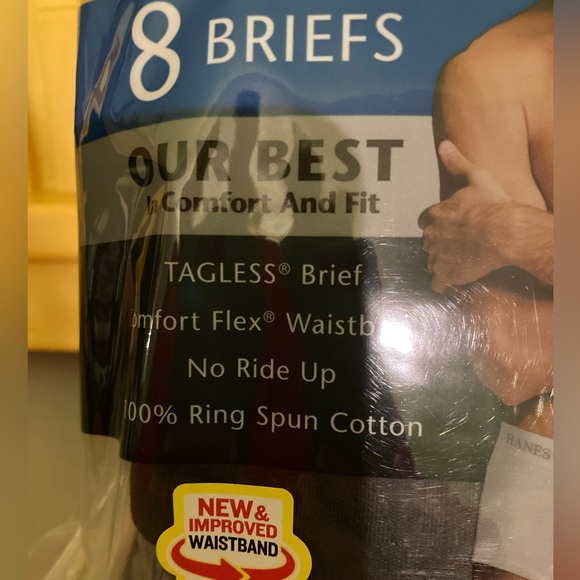 8 BRIEFS
OUR BEST
In Comfort And Fit
TAGLESS® Brief
omfort Flex® Waistb
No Ride Up
100% Ring Spun Cotton
HANES
NEW &
IMPROVED
WAISTBAND